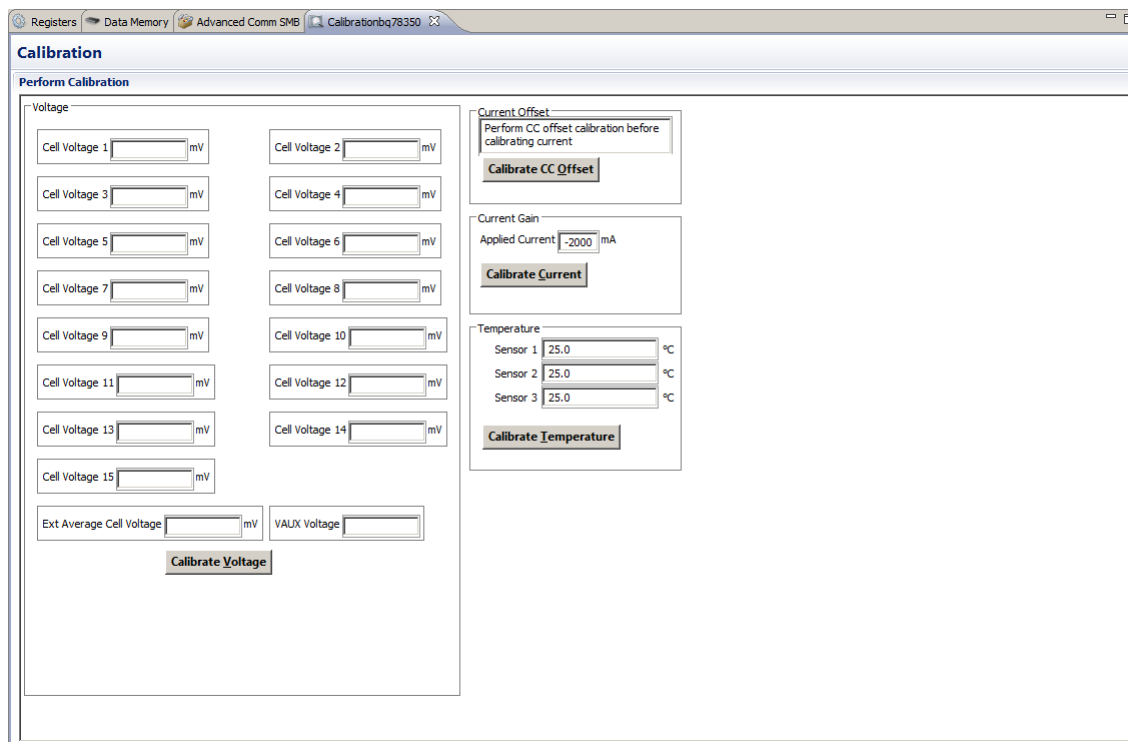 Registers Data Memory Advanced Comm SMB Calibrationbq78350
Calibration
Perform Calibration
Voltage
Cell Voltage 1 mV Cell Voltage 2 mV
Cell Voltage 3 mV Cell Voltage 4 mV
Cell Voltage 5 mV Cell Voltage 6 mV
Cell Voltage 7 mV Cell Voltage 8 mV
Cell Voltage 9 mV Cell Voltage 10 mV
Cell Voltage 11 mV Cell Voltage 12 mV
Cell Voltage 13 mV Cell Voltage 14 mV
Cell Voltage 15 mV
Ext Average Cell Voltage mV VAUX Voltage
Calibrate Voltage
Current Offset
Perform CC offset calibration before
calibrating current
Calibrate CC Offset
Current Gain
Applied Current -2000 mA
Calibrate Current
Temperature
Sensor 1 25.0 ºC
Sensor 2 25.0 ºC
Sensor 3 25.0 ºC
Calibrate Temperature